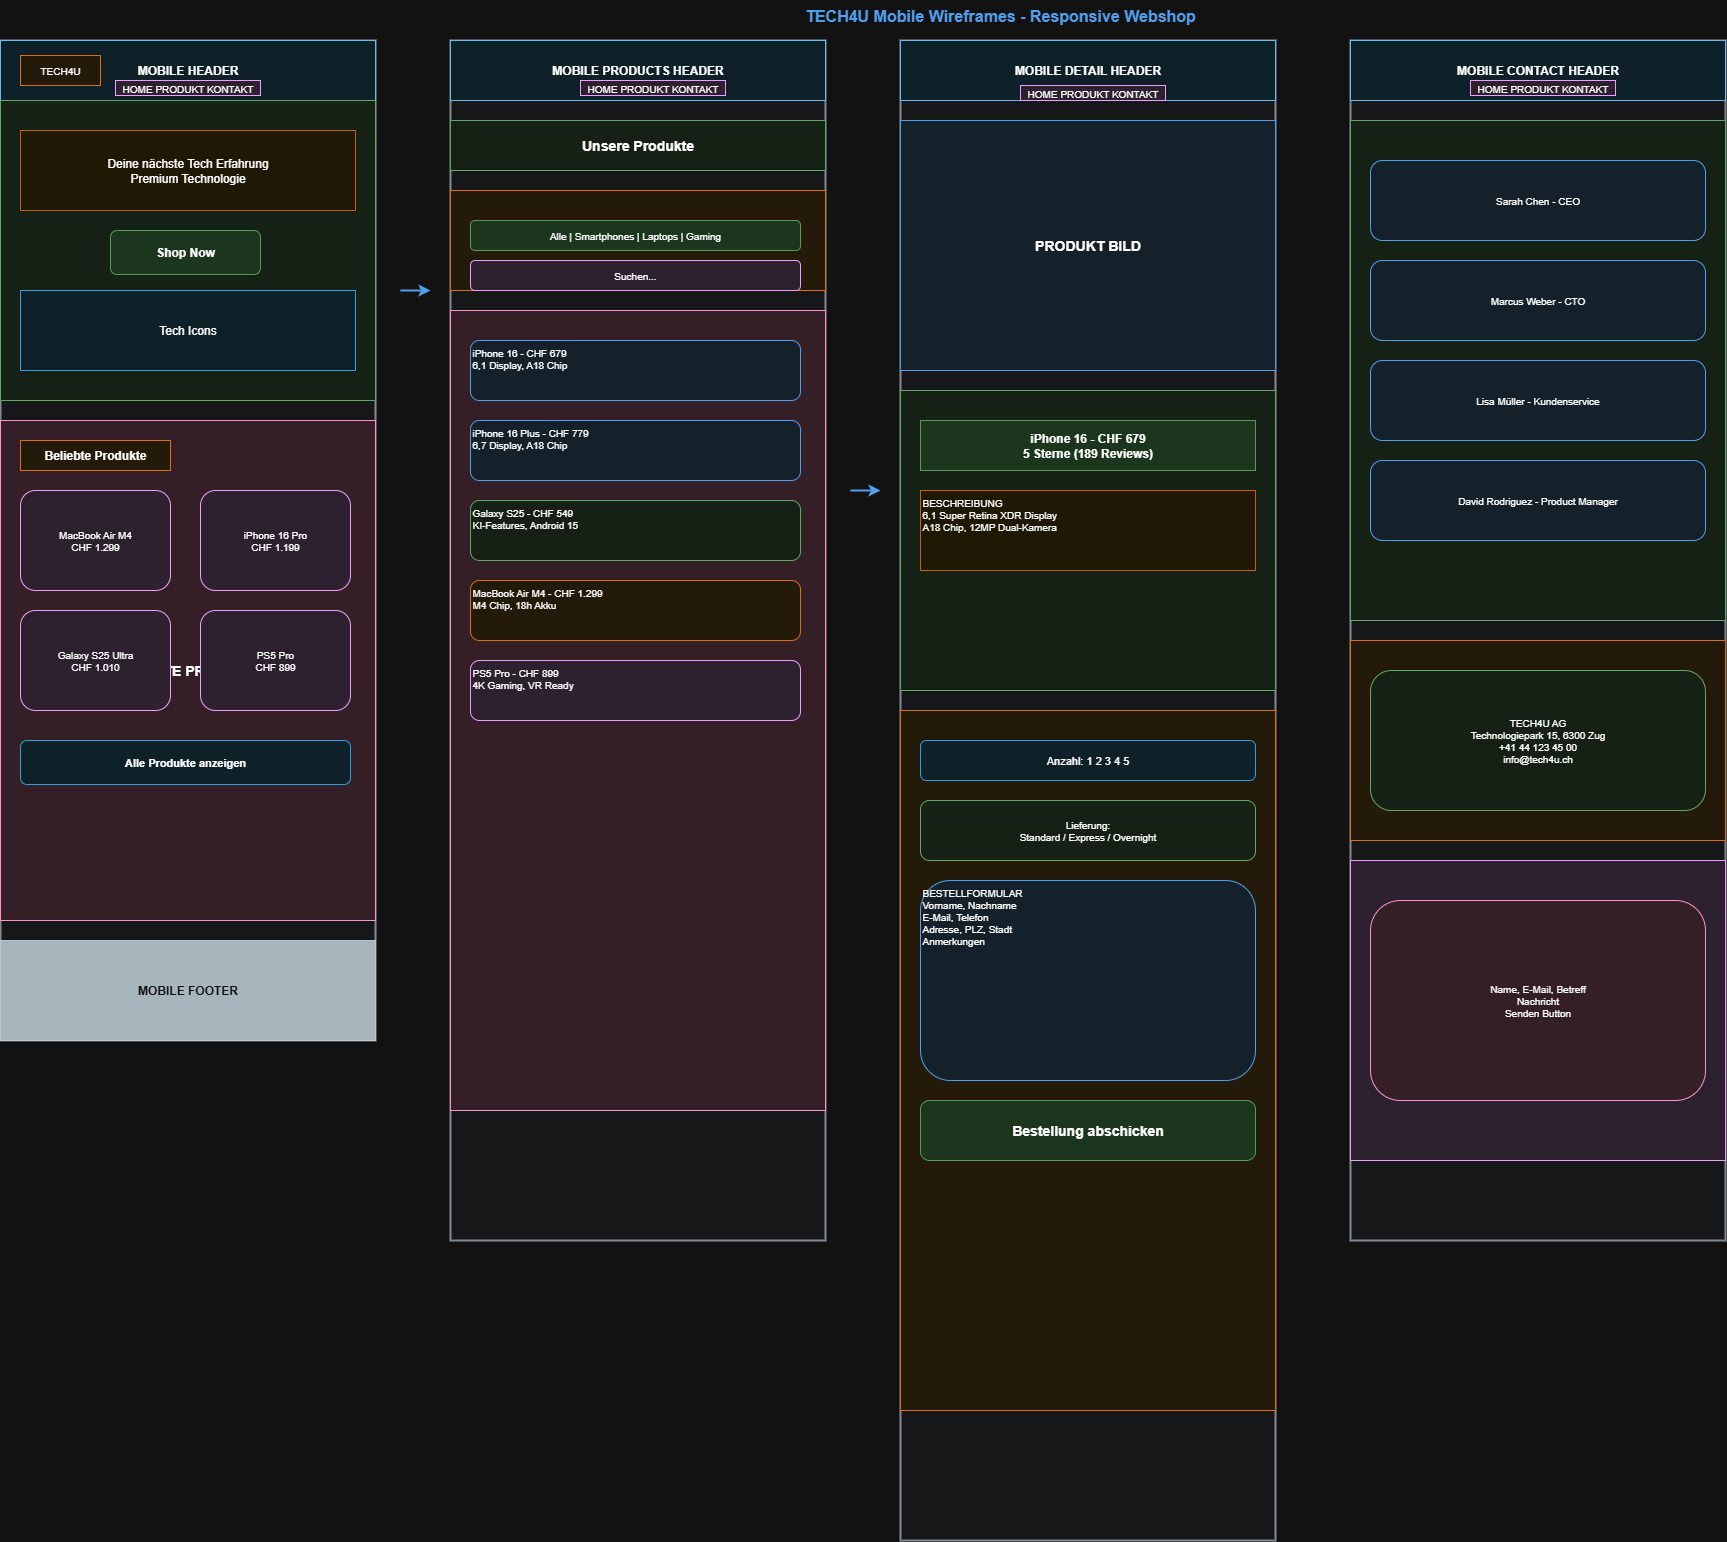 TECH4U Mobile Wireframes - Responsive Webshop
TECH4U
MOBILE HEADER
HOME PRODUKT KONTAKT
Deine nächste Tech Erfahrung
Premium Technologie
Shop Now
Tech Icons
Beliebte Produkte
MacBook Air M4
CHF 1.299
iPhone 16 Pro
CHF 1.199
Galaxy S25 Ultra
CHF 1.010
TE PR
PS5 Pro
CHF 899
Alle Produkte anzeigen
MOBILE FOOTER
MOBILE PRODUCTS HEADER
HOME PRODUKT KONTAKT
Unsere Produkte
Alle | Smartphones | Laptops | Gaming
Suchen...
iPhone 16 - CHF 679
6,1 Display, A18 Chip
iPhone 16 Plus - CHF 779
6,7 Display, A18 Chip
Galaxy S25 - CHF 549
KI-Features, Android 15
MacBook Air M4 - CHF 1.299
M4 Chip, 18h Akku
PS5 Pro - CHF 899
4K Gaming, VR Ready
MOBILE DETAIL HEADER
HOME PRODUKT KONTAKT
PRODUKT BILD
iPhone 16 - CHF 679
5 Sterne (189 Reviews)
BESCHREIBUNG
6,1 Super Retina XDR Display
A18 Chip, 12MP Dual-Kamera
Anzahl: 1 2 3 4 5
Lieferung:
Standard / Express / Overnight
BESTELLFORMULAR
Vorname, Nachname
E-Mail, Telefon
Adresse, PLZ, Stadt
Anmerkungen
Bestellung abschicken
MOBILE CONTACT HEADER
HOME PRODUKT KONTAKT
Sarah Chen - CEO
Marcus Weber - CTO
Lisa Müller - Kundenservice
David Rodriguez - Product Manager
TECH4U AG
Technologiepark 15, 6300 Zug
+41 44 123 45 00
info@tech4u.ch
Name, E-Mail, Betreff
Nachricht
Senden Button